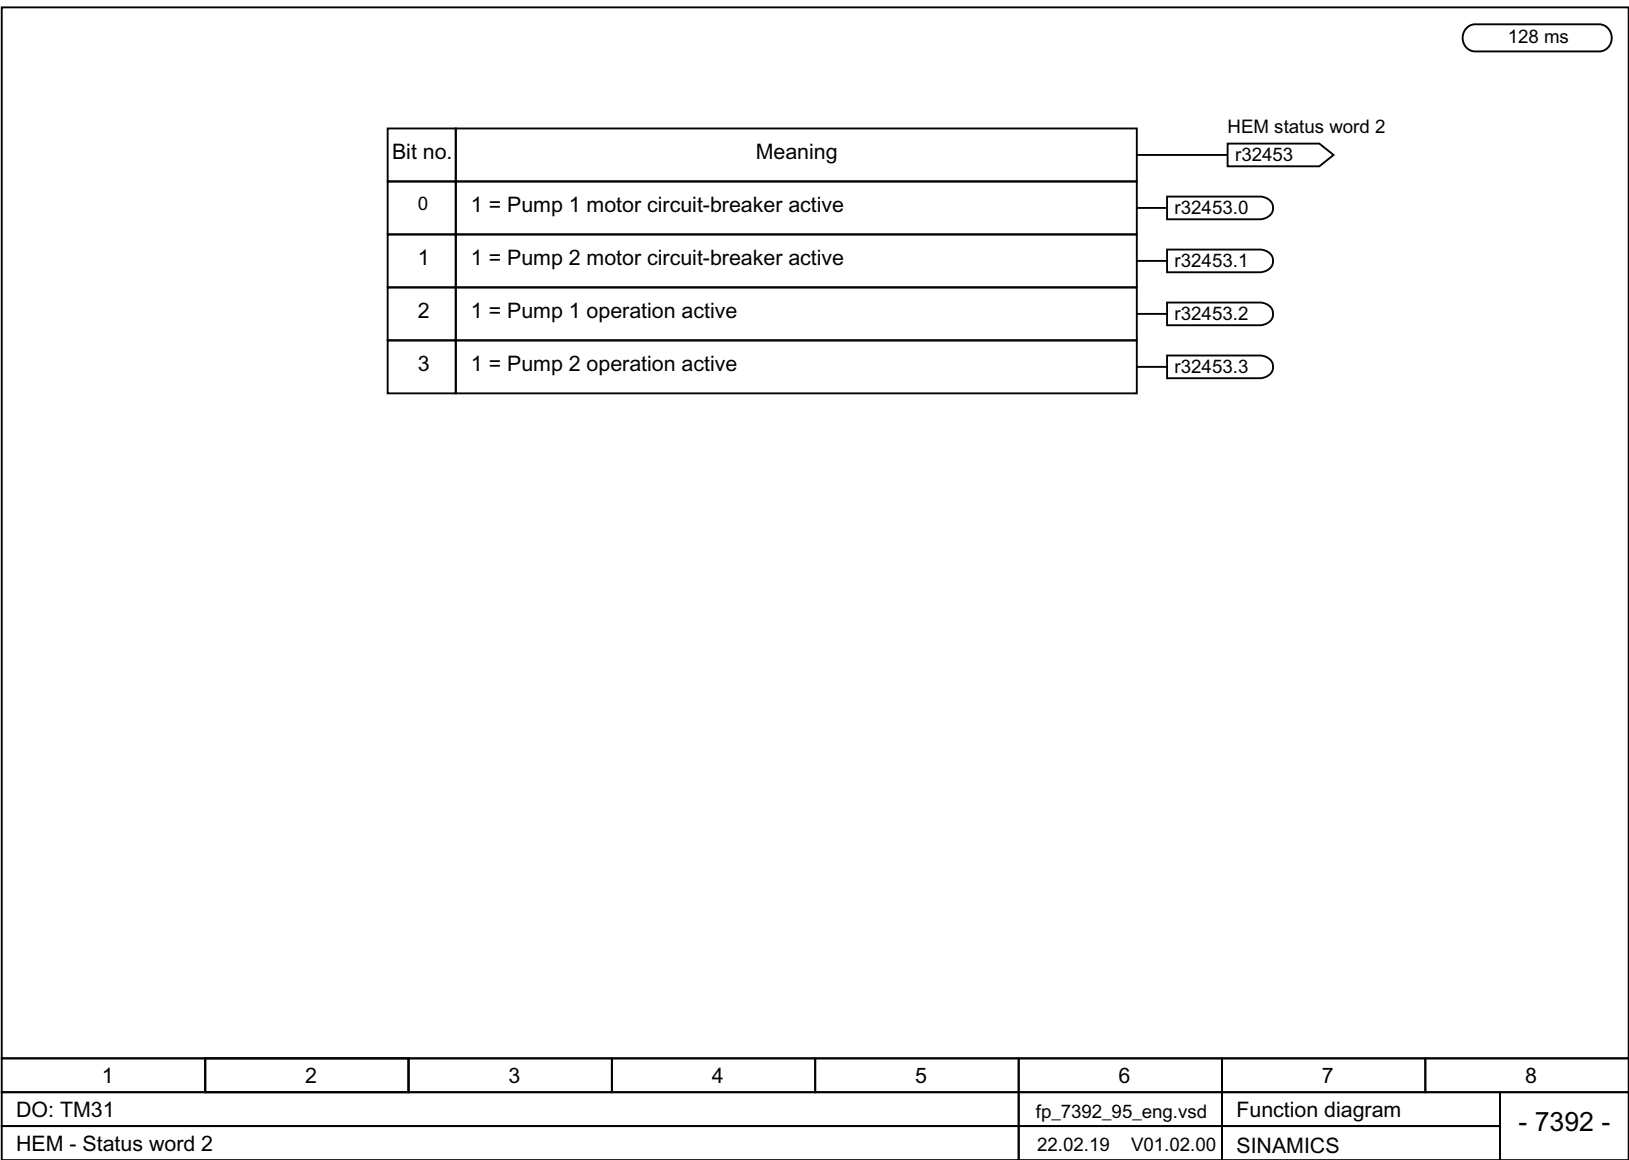 128 ms
HEM status word 2
Bit no. Meaning r32453
0 1 = Pump 1 motor circuit-breaker active r32453.0
1 1 = Pump 2 motor circuit-breaker active r32453.1
2 1 = Pump 1 operation active r32453.2
3 1 = Pump 2 operation active r32453.3
1 2 3 4 5 6 7 8
DO: TM31 fp_7392_95_eng.vsd Function diagram - 7392 -
HEM - Status word 2 22.02.19 V01.02.00 SINAMICS